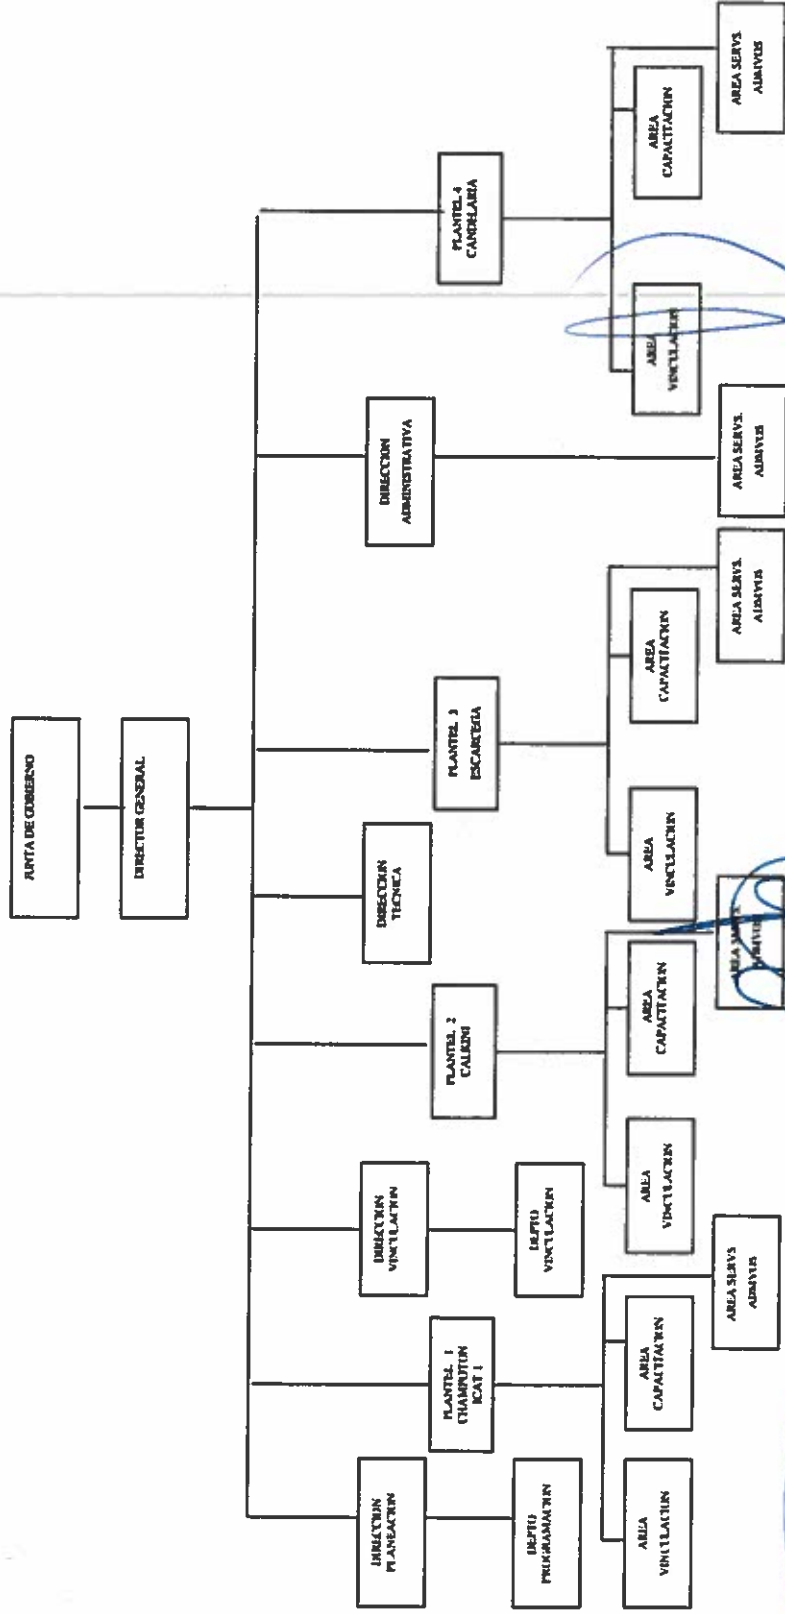 JUNTA DE GOBIERNO
DIRECTOR GENERAL
DIRECCION
PLANEACION
DIRECCION
VINCULACION
DIRECCION
TECNICA
DIRECCION
ADMINISTRATIVA
PLANTEL 1
CHAMPOTON
ICAT 1
PLANTEL 2
CALKINI
PLANTEL 3
ESCARCEGA
PLANTEL 4
CANDELARIA
DEPTO
PROGRAMACION
DEPTO
VINCULACION
AREA
VINCULACION
AREA
CAPACITACION
AREA
VINCULACION
AREA
CAPACITACION
AREA
VINCULACION
AREA
CAPACITACION
AREA
VINCULACION
AREA
CAPACITACION
AREA SERVS
ADMVOS
AREA SERVS.
ADMVOS
AREA SERVS.
ADMVOS
AREA SERVS.
ADMVOS
AREA SERVS.
ADMVOS